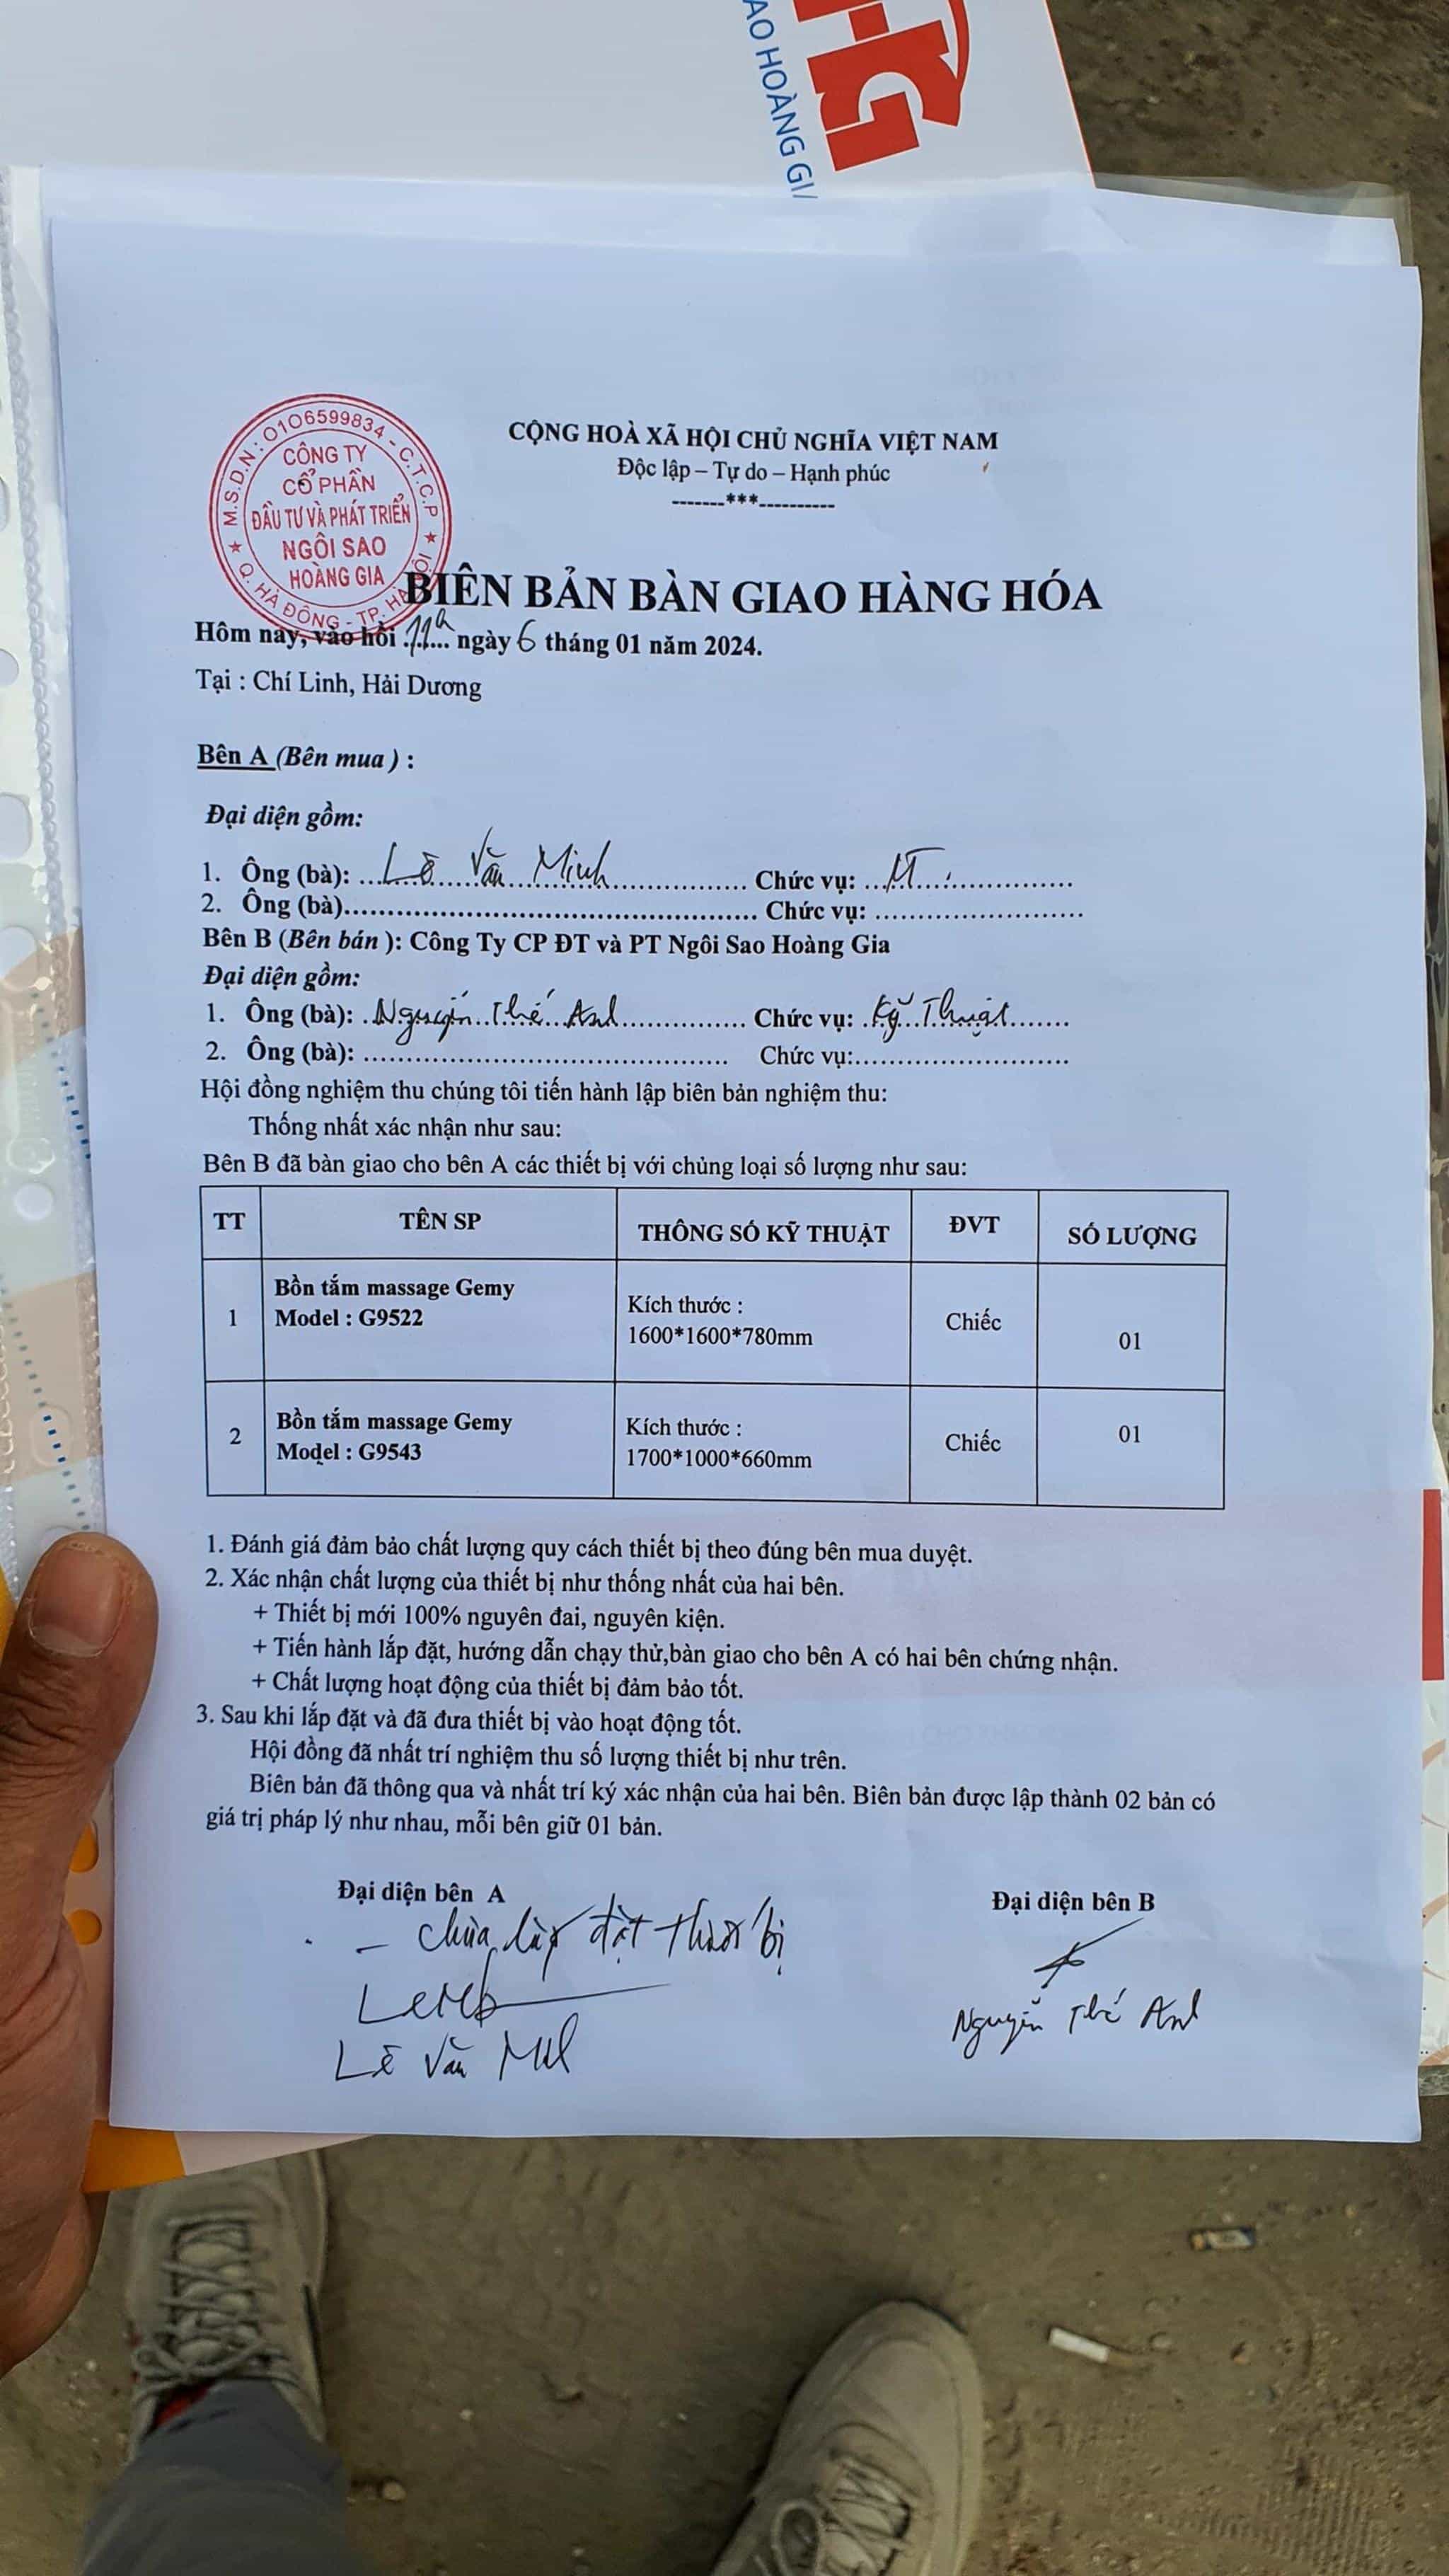 HG
AO HOÀNG GI
M.S.D.N: 0106599834 - C.T.C.P
CÔNG TY
CỔ PHẦN
ĐẦU TƯ VÀ PHÁT TRIỂN
NGÔI SAO
HOÀNG GIA
Q. HÀ ĐÔNG - TP. HÀ NỘI
CỘNG HOÀ XÃ HỘI CHỦ NGHĨA VIỆT NAM
Độc lập – Tự do – Hạnh phúc
-------***----------
BIÊN BẢN BÀN GIAO HÀNG HÓA
Hôm nay, vào hồi 11h ngày 6 tháng 01 năm 2024.
Tại : Chí Linh, Hải Dương
Bên A (Bên mua ) :
Đại diện gồm:
1. Ông (bà): Lê Văn Minh Chức vụ: KT
2. Ông (bà)........ Chức vụ: ........
Bên B (Bên bán ): Công Ty CP ĐT và PT Ngôi Sao Hoàng Gia
Đại diện gồm:
1. Ông (bà): Nguyễn Thế Anh Chức vụ: Kỹ Thuật
2. Ông (bà): ........ Chức vụ:........
Hội đồng nghiệm thu chúng tôi tiến hành lập biên bản nghiệm thu:
Thống nhất xác nhận như sau:
Bên B đã bàn giao cho bên A các thiết bị với chủng loại số lượng như sau:
TT TÊN SP THÔNG SỐ KỸ THUẬT ĐVT SỐ LƯỢNG
1 Bồn tắm massage Gemy Model : G9522 Kích thước : 1600*1600*780mm Chiếc 01
2 Bồn tắm massage Gemy Model : G9543 Kích thước : 1700*1000*660mm Chiếc 01
1. Đánh giá đảm bảo chất lượng quy cách thiết bị theo đúng bên mua duyệt.
2. Xác nhận chất lượng của thiết bị như thống nhất của hai bên.
+ Thiết bị mới 100% nguyên đai, nguyên kiện.
+ Tiến hành lắp đặt, hướng dẫn chạy thử,bàn giao cho bên A có hai bên chứng nhận.
+ Chất lượng hoạt động của thiết bị đảm bảo tốt.
3. Sau khi lắp đặt và đã đưa thiết bị vào hoạt động tốt.
Hội đồng đã nhất trí nghiệm thu số lượng thiết bị như trên.
Biên bản đã thông qua và nhất trí ký xác nhận của hai bên. Biên bản được lập thành 02 bản có
giá trị pháp lý như nhau, mỗi bên giữ 01 bản.
Đại diện bên A Đại diện bên B
- chưa lắp đặt thiết bị
Lê Văn Minh
Nguyễn Thế Anh